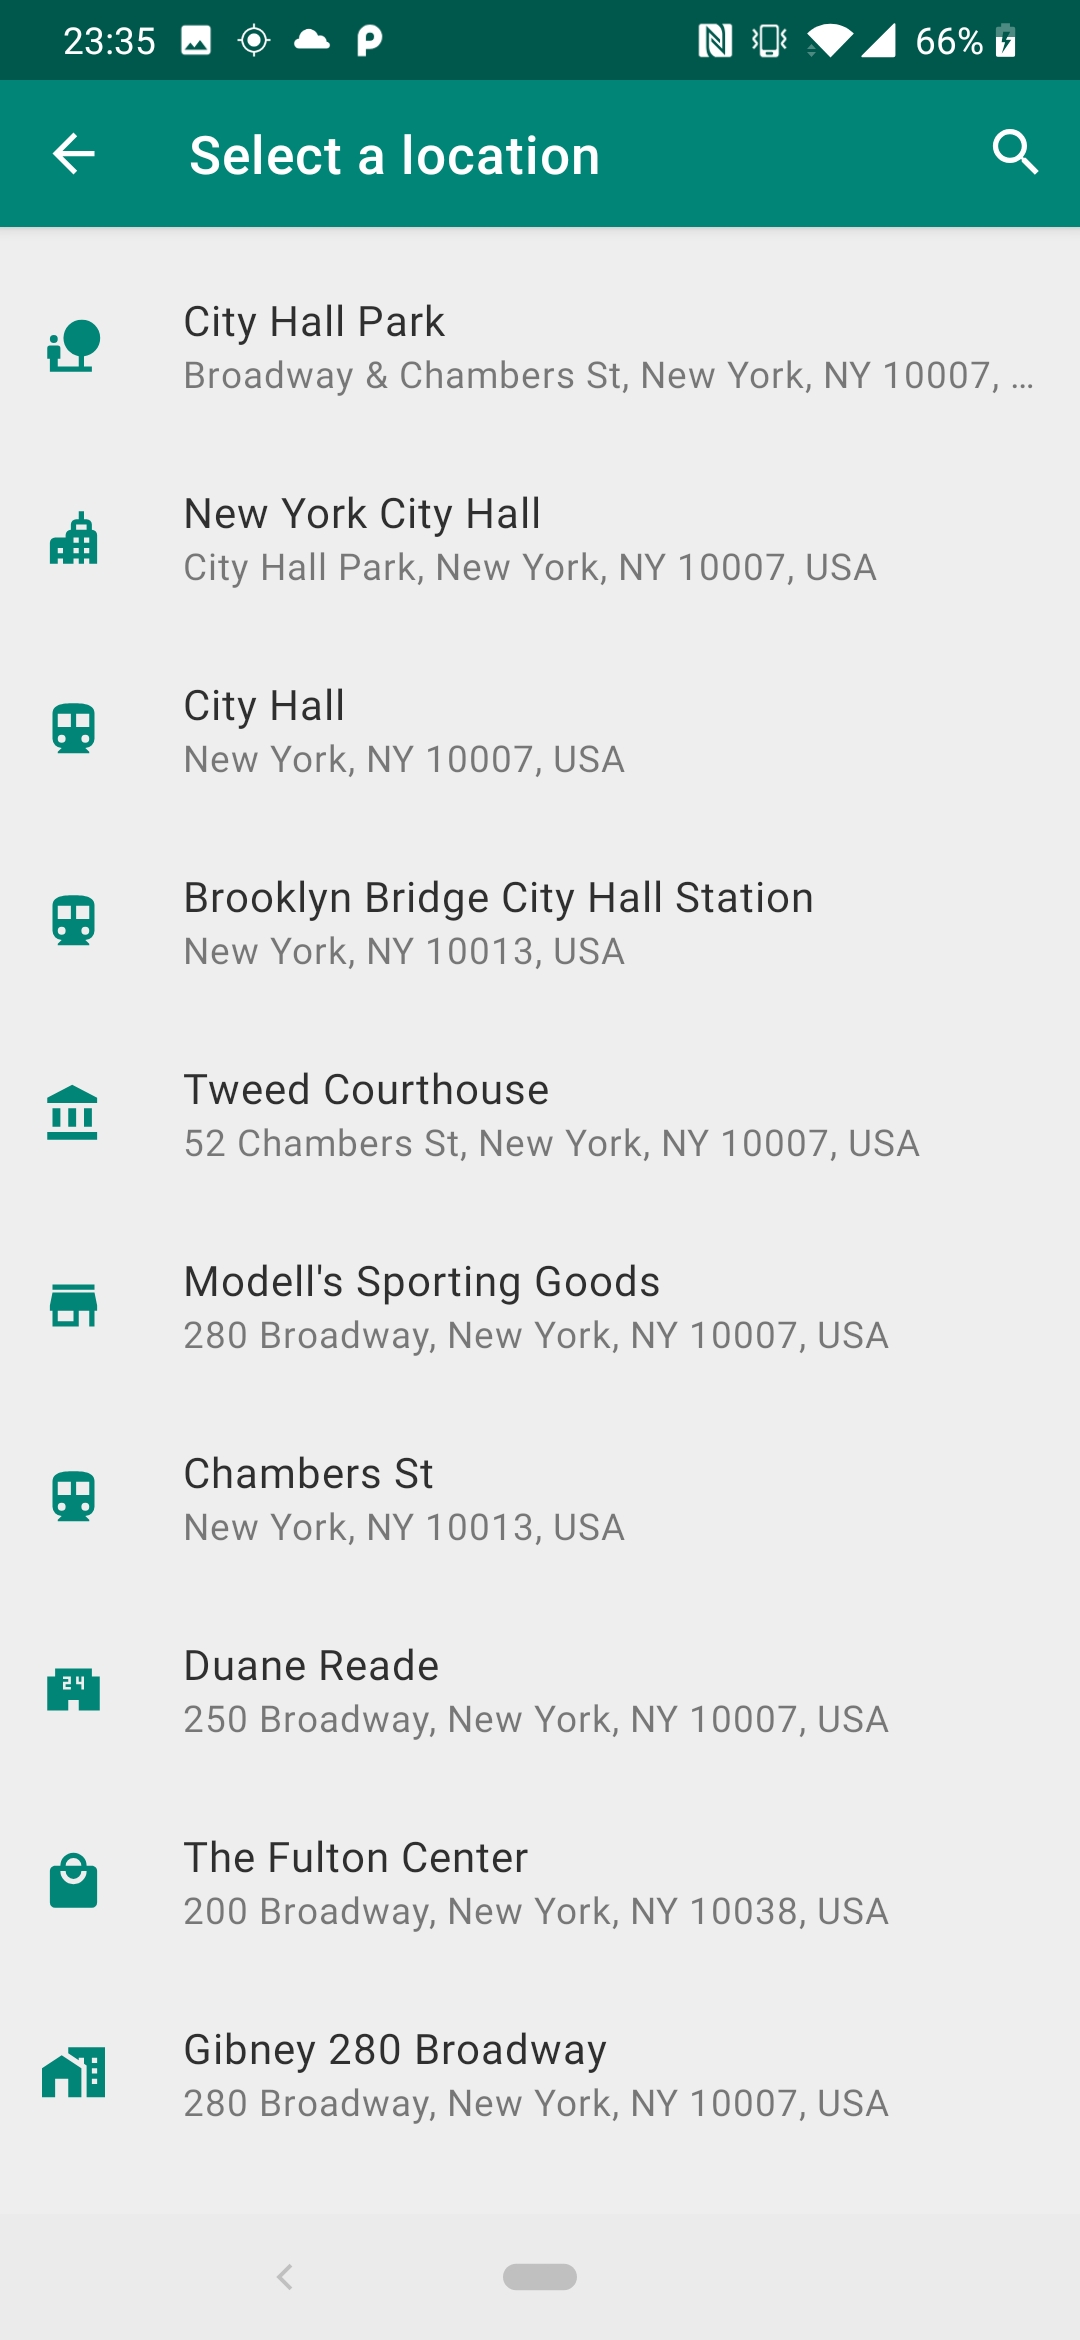 23:35 66%
Select a location
City Hall Park
Broadway & Chambers St, New York, NY 10007, ...
New York City Hall
City Hall Park, New York, NY 10007, USA
City Hall
New York, NY 10007, USA
Brooklyn Bridge City Hall Station
New York, NY 10013, USA
Tweed Courthouse
52 Chambers St, New York, NY 10007, USA
Modell's Sporting Goods
280 Broadway, New York, NY 10007, USA
Chambers St
New York, NY 10013, USA
24
Duane Reade
250 Broadway, New York, NY 10007, USA
The Fulton Center
200 Broadway, New York, NY 10038, USA
Gibney 280 Broadway
280 Broadway, New York, NY 10007, USA